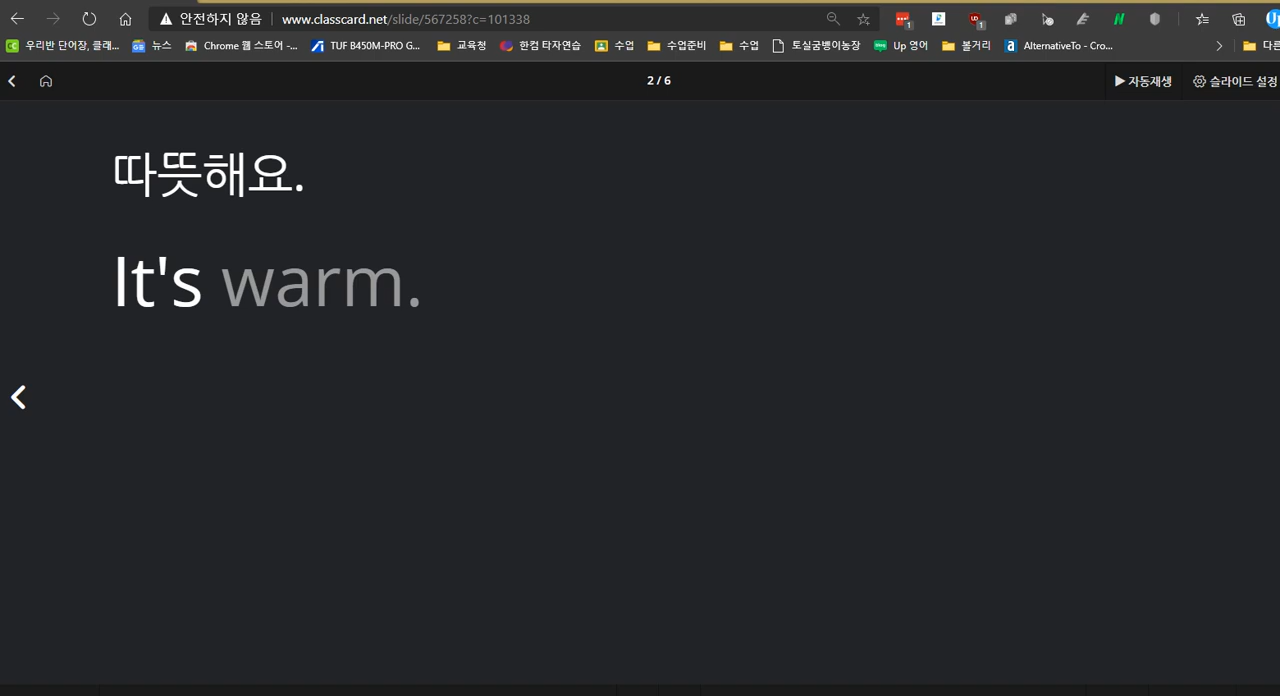 안전하지 않음 www.classcard.net/slide/567258?c=101338
우리반 단어장, 클래... 뉴스 Chrome 웹 스토어 -... TUF B450M-PRO G... 교육청 한컴 타자연습 수업 수업준비 수업 토실굼벵이농장 Up 영어 볼거리 AlternativeTo - Cro... 다른
2 / 6 자동재생 슬라이드 설정
따뜻해요.
It's warm.